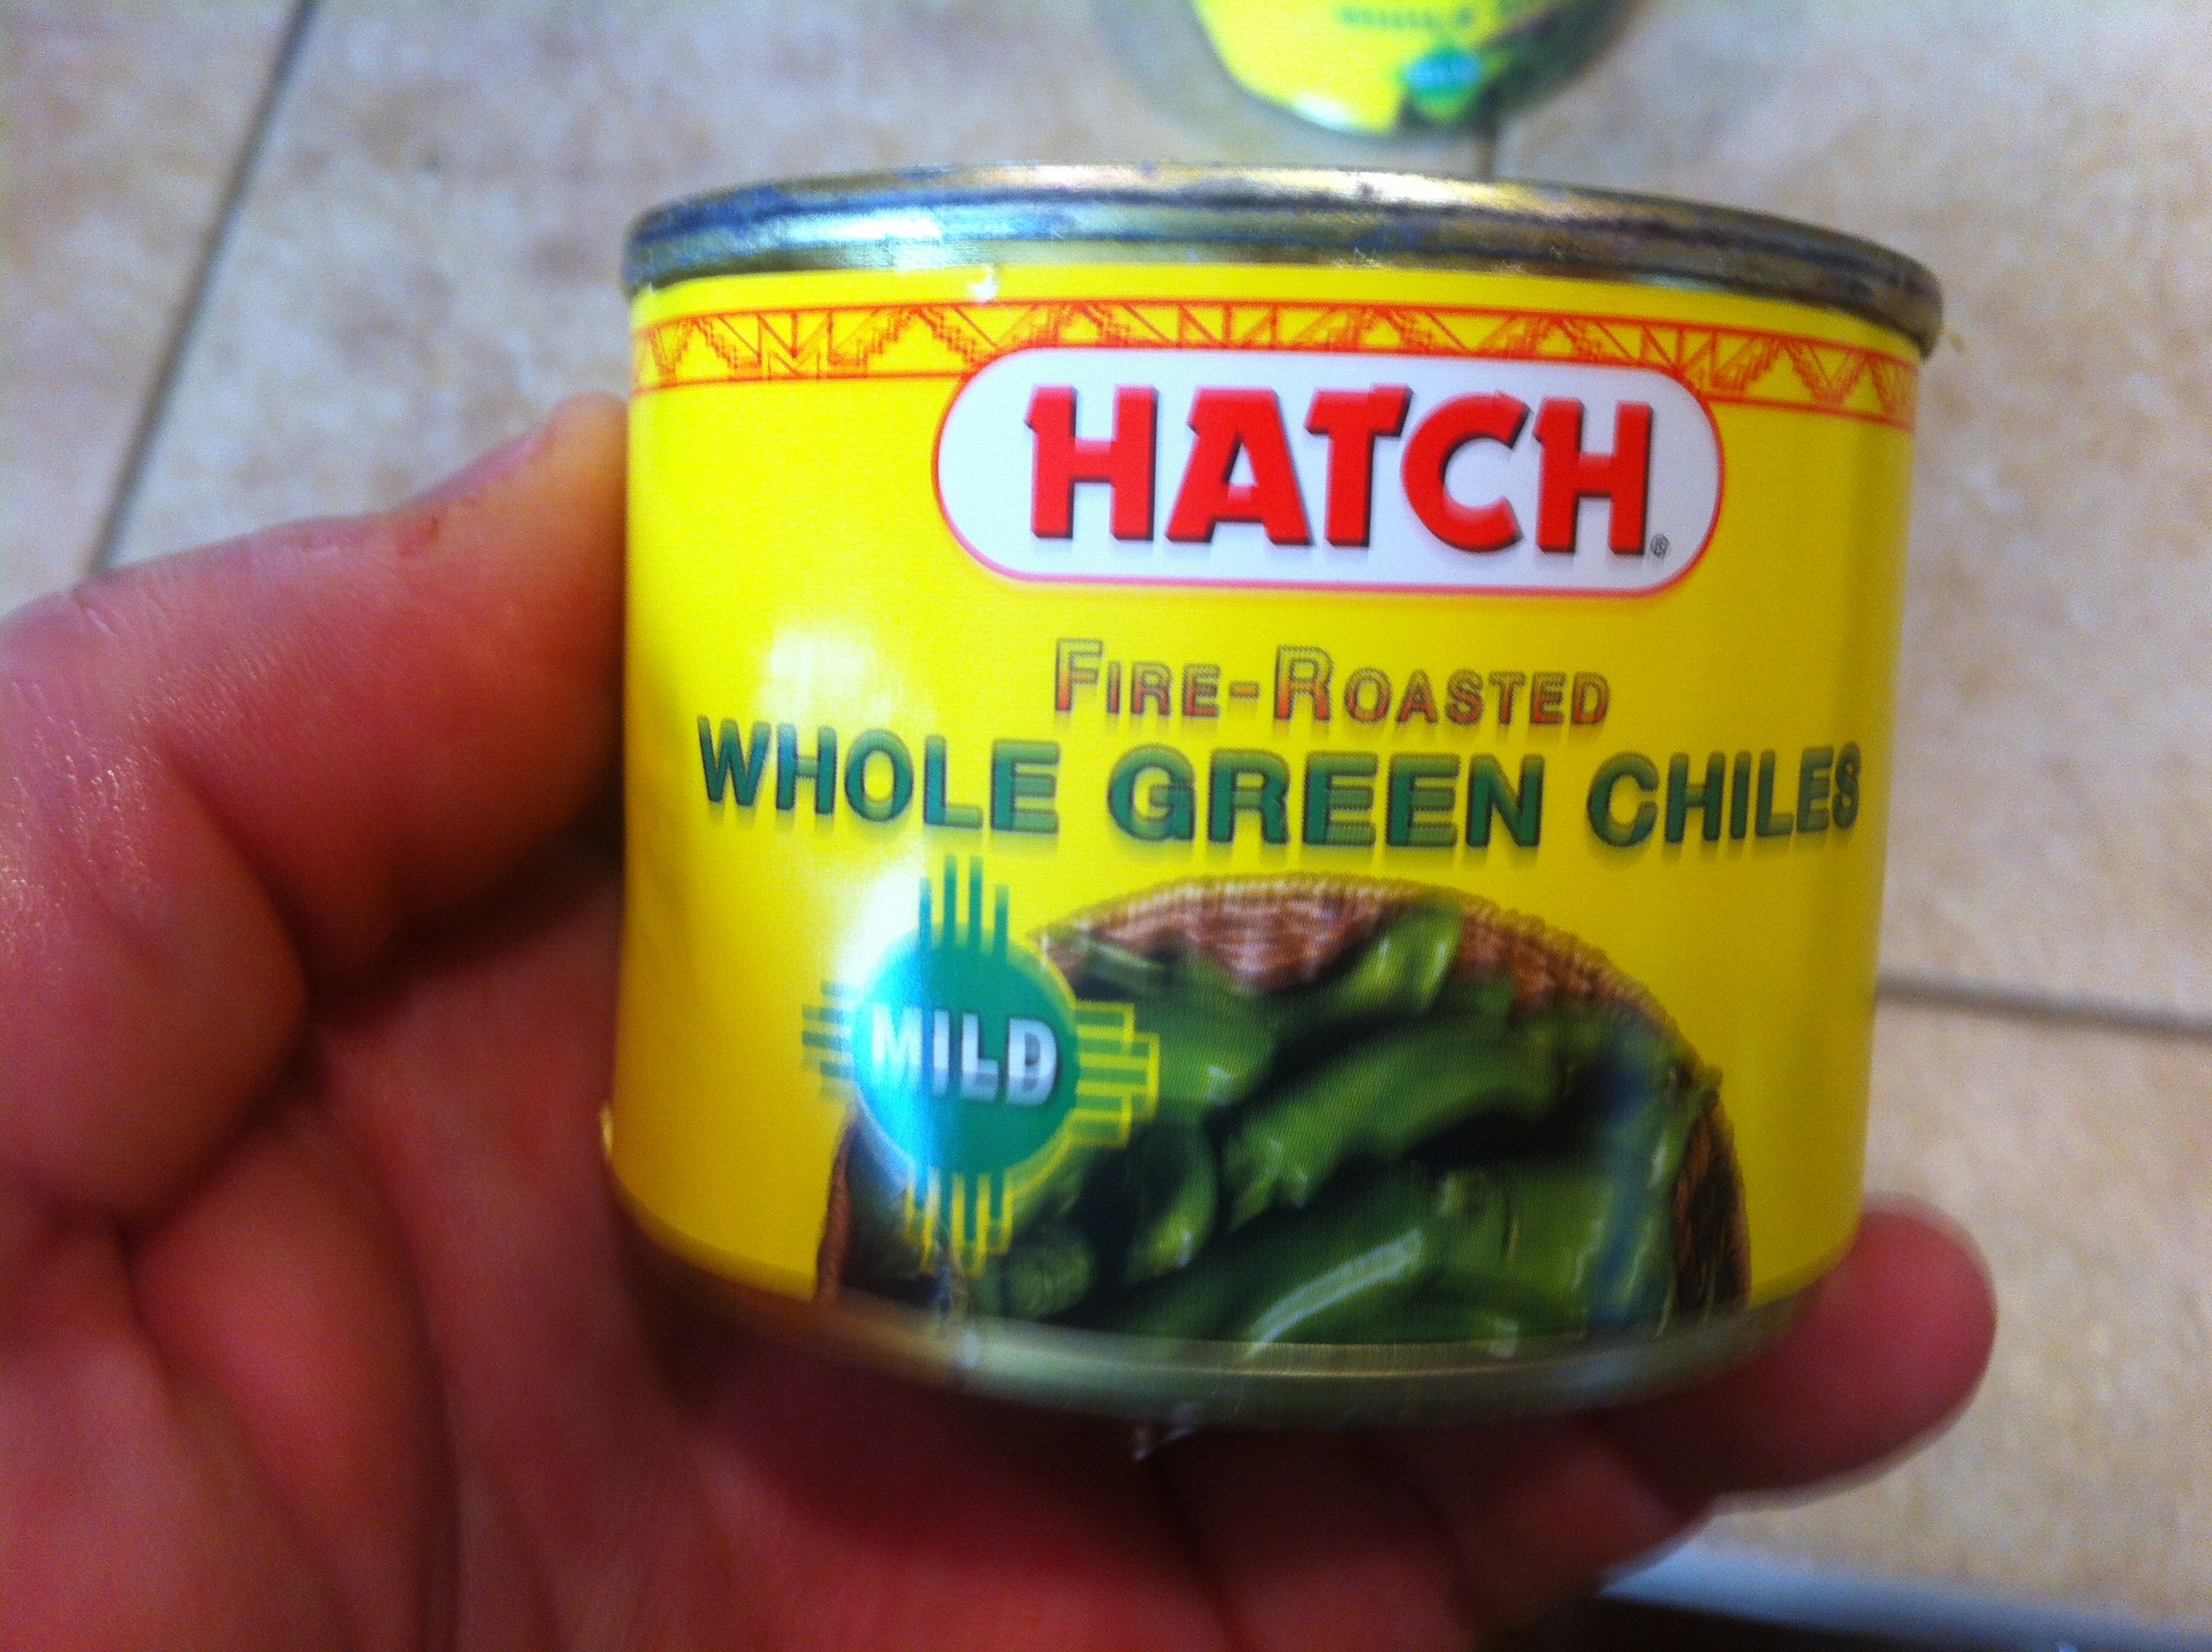 HATCH®
FIRE-ROASTED
WHOLE GREEN CHILES
MILD